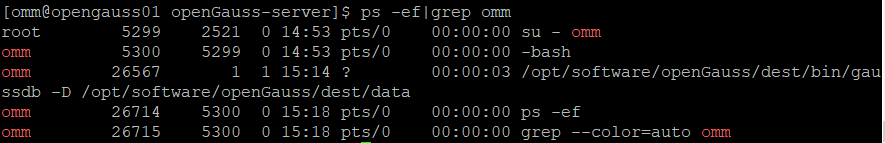 [omm@opengauss01 openGauss-server]$ ps -ef|grep omm
root       5299   2521  0 14:53 pts/0    00:00:00 su - omm
omm        5300   5299  0 14:53 pts/0    00:00:00 -bash
omm       26567      1  1 15:14 ?        00:00:03 /opt/software/openGauss/dest/bin/gau
ssdb -D /opt/software/openGauss/dest/data
omm       26714   5300  0 15:18 pts/0    00:00:00 ps -ef
omm       26715   5300  0 15:18 pts/0    00:00:00 grep --color=auto omm